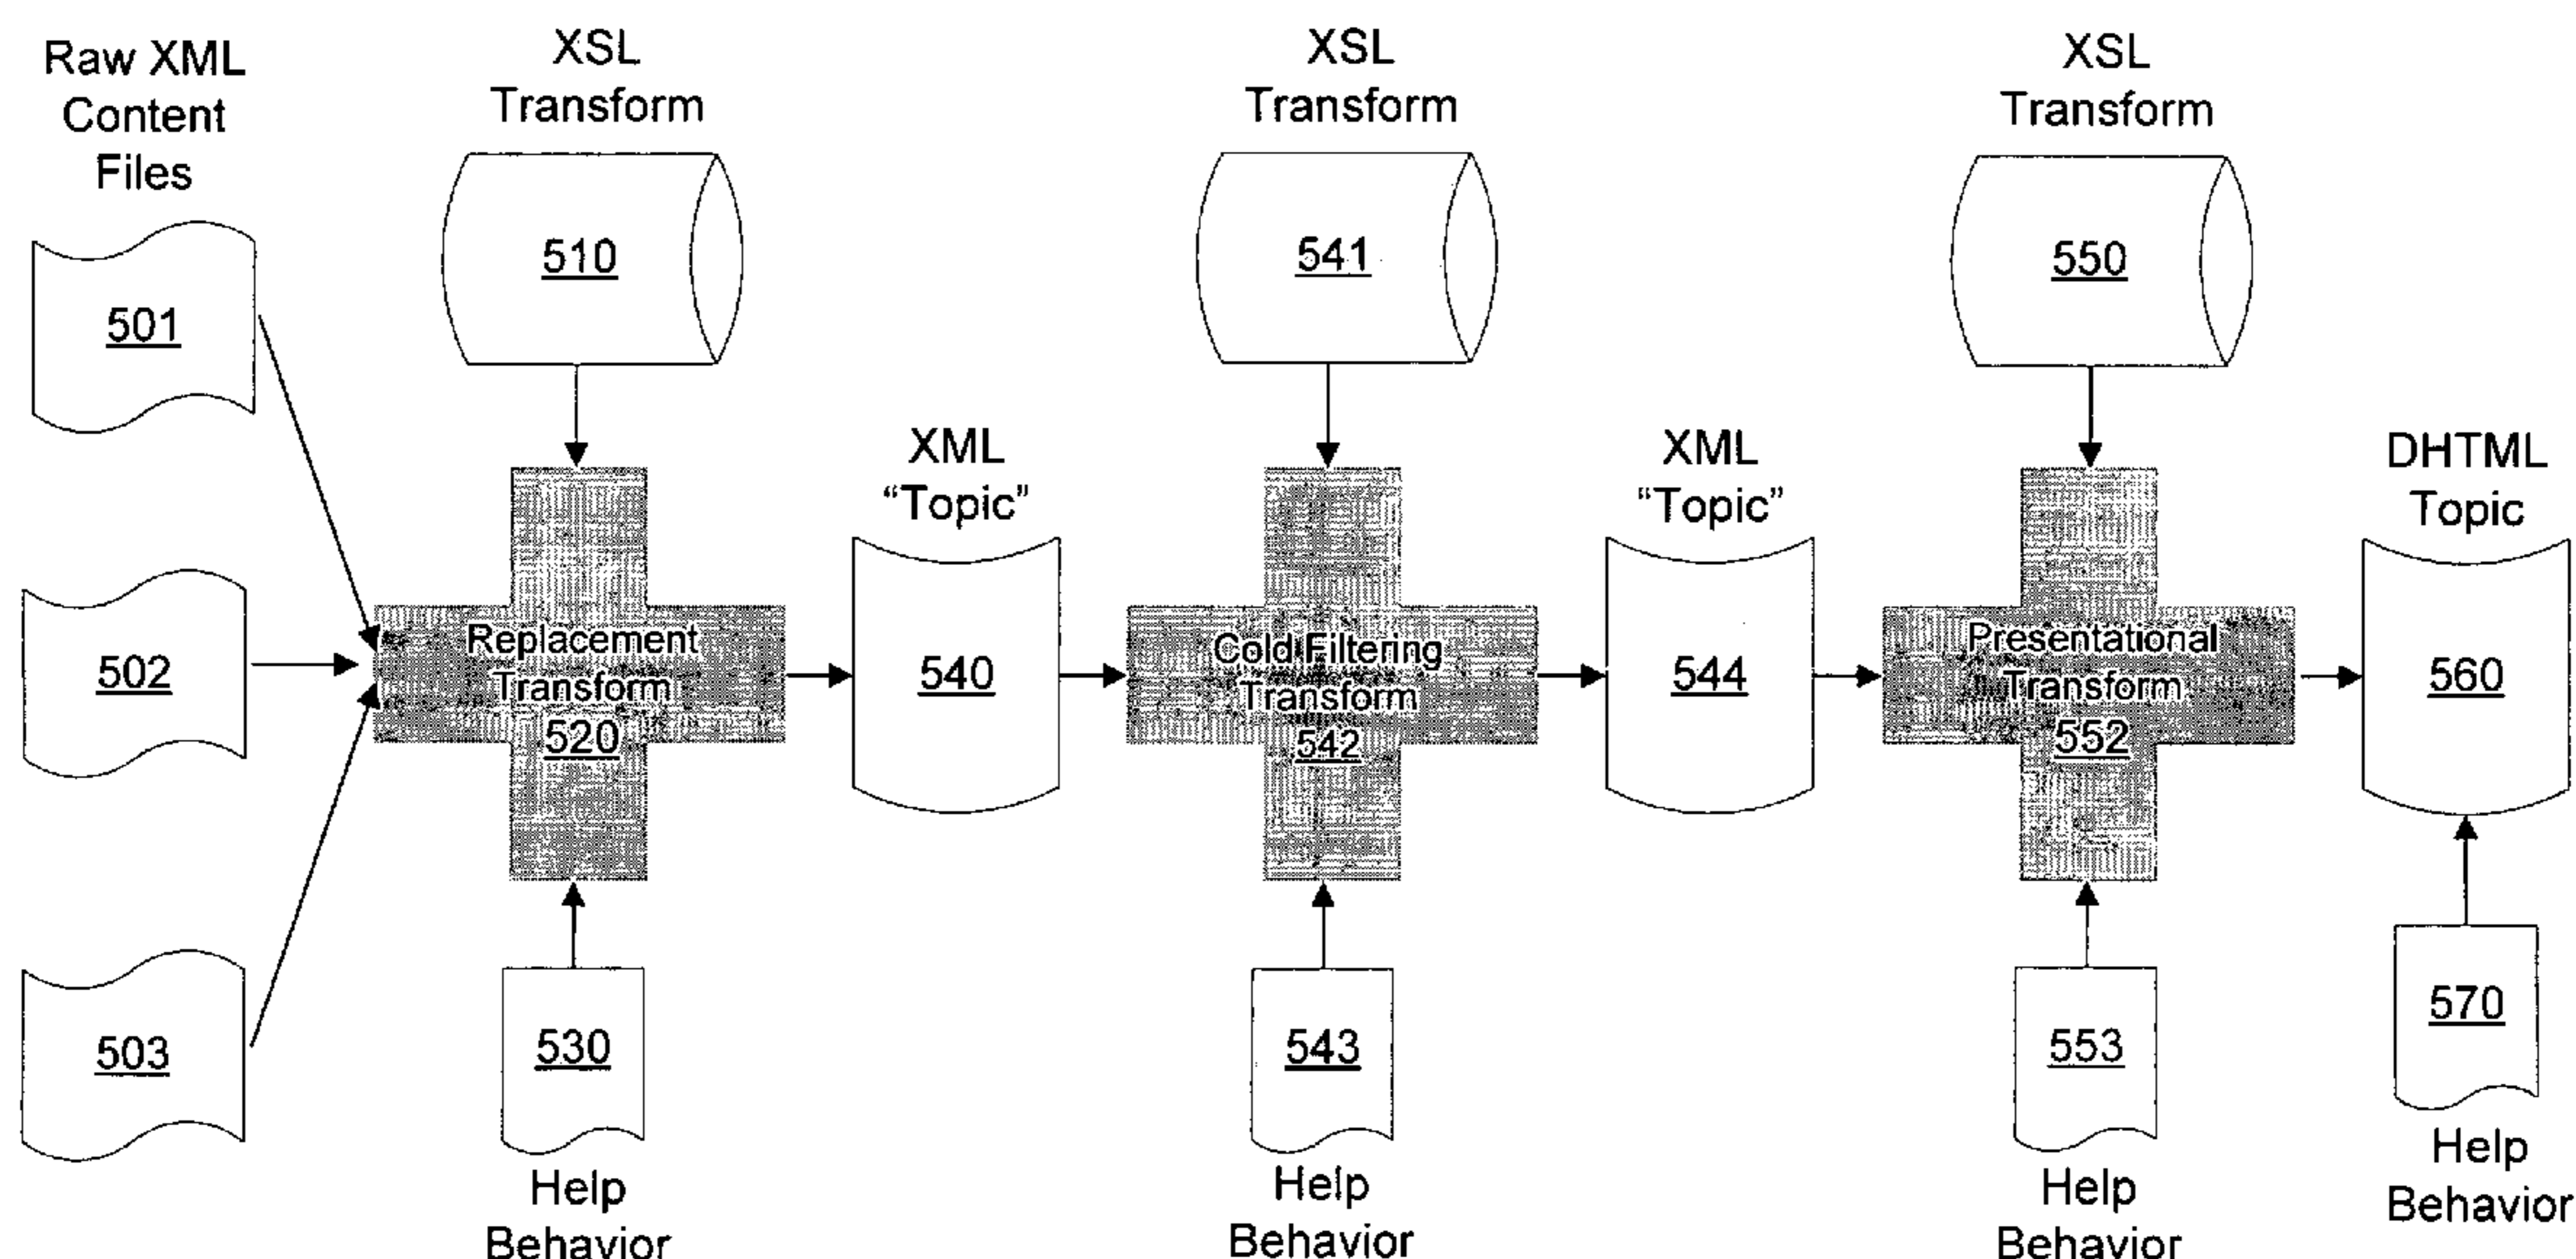 Raw XML
Content
Files
XSL
Transform
XSL
Transform
XSL
Transform
501
510
541
550
XML
“Topic”
XML
“Topic”
DHTML
Topic
502
Replacement
Transform
520
540
Cold Filtering
Transform
542
544
Presentational
Transform
552
560
503
530
543
553
570
Help
Behavior
Help
Behavior
Help
Behavior
Help
Behavior